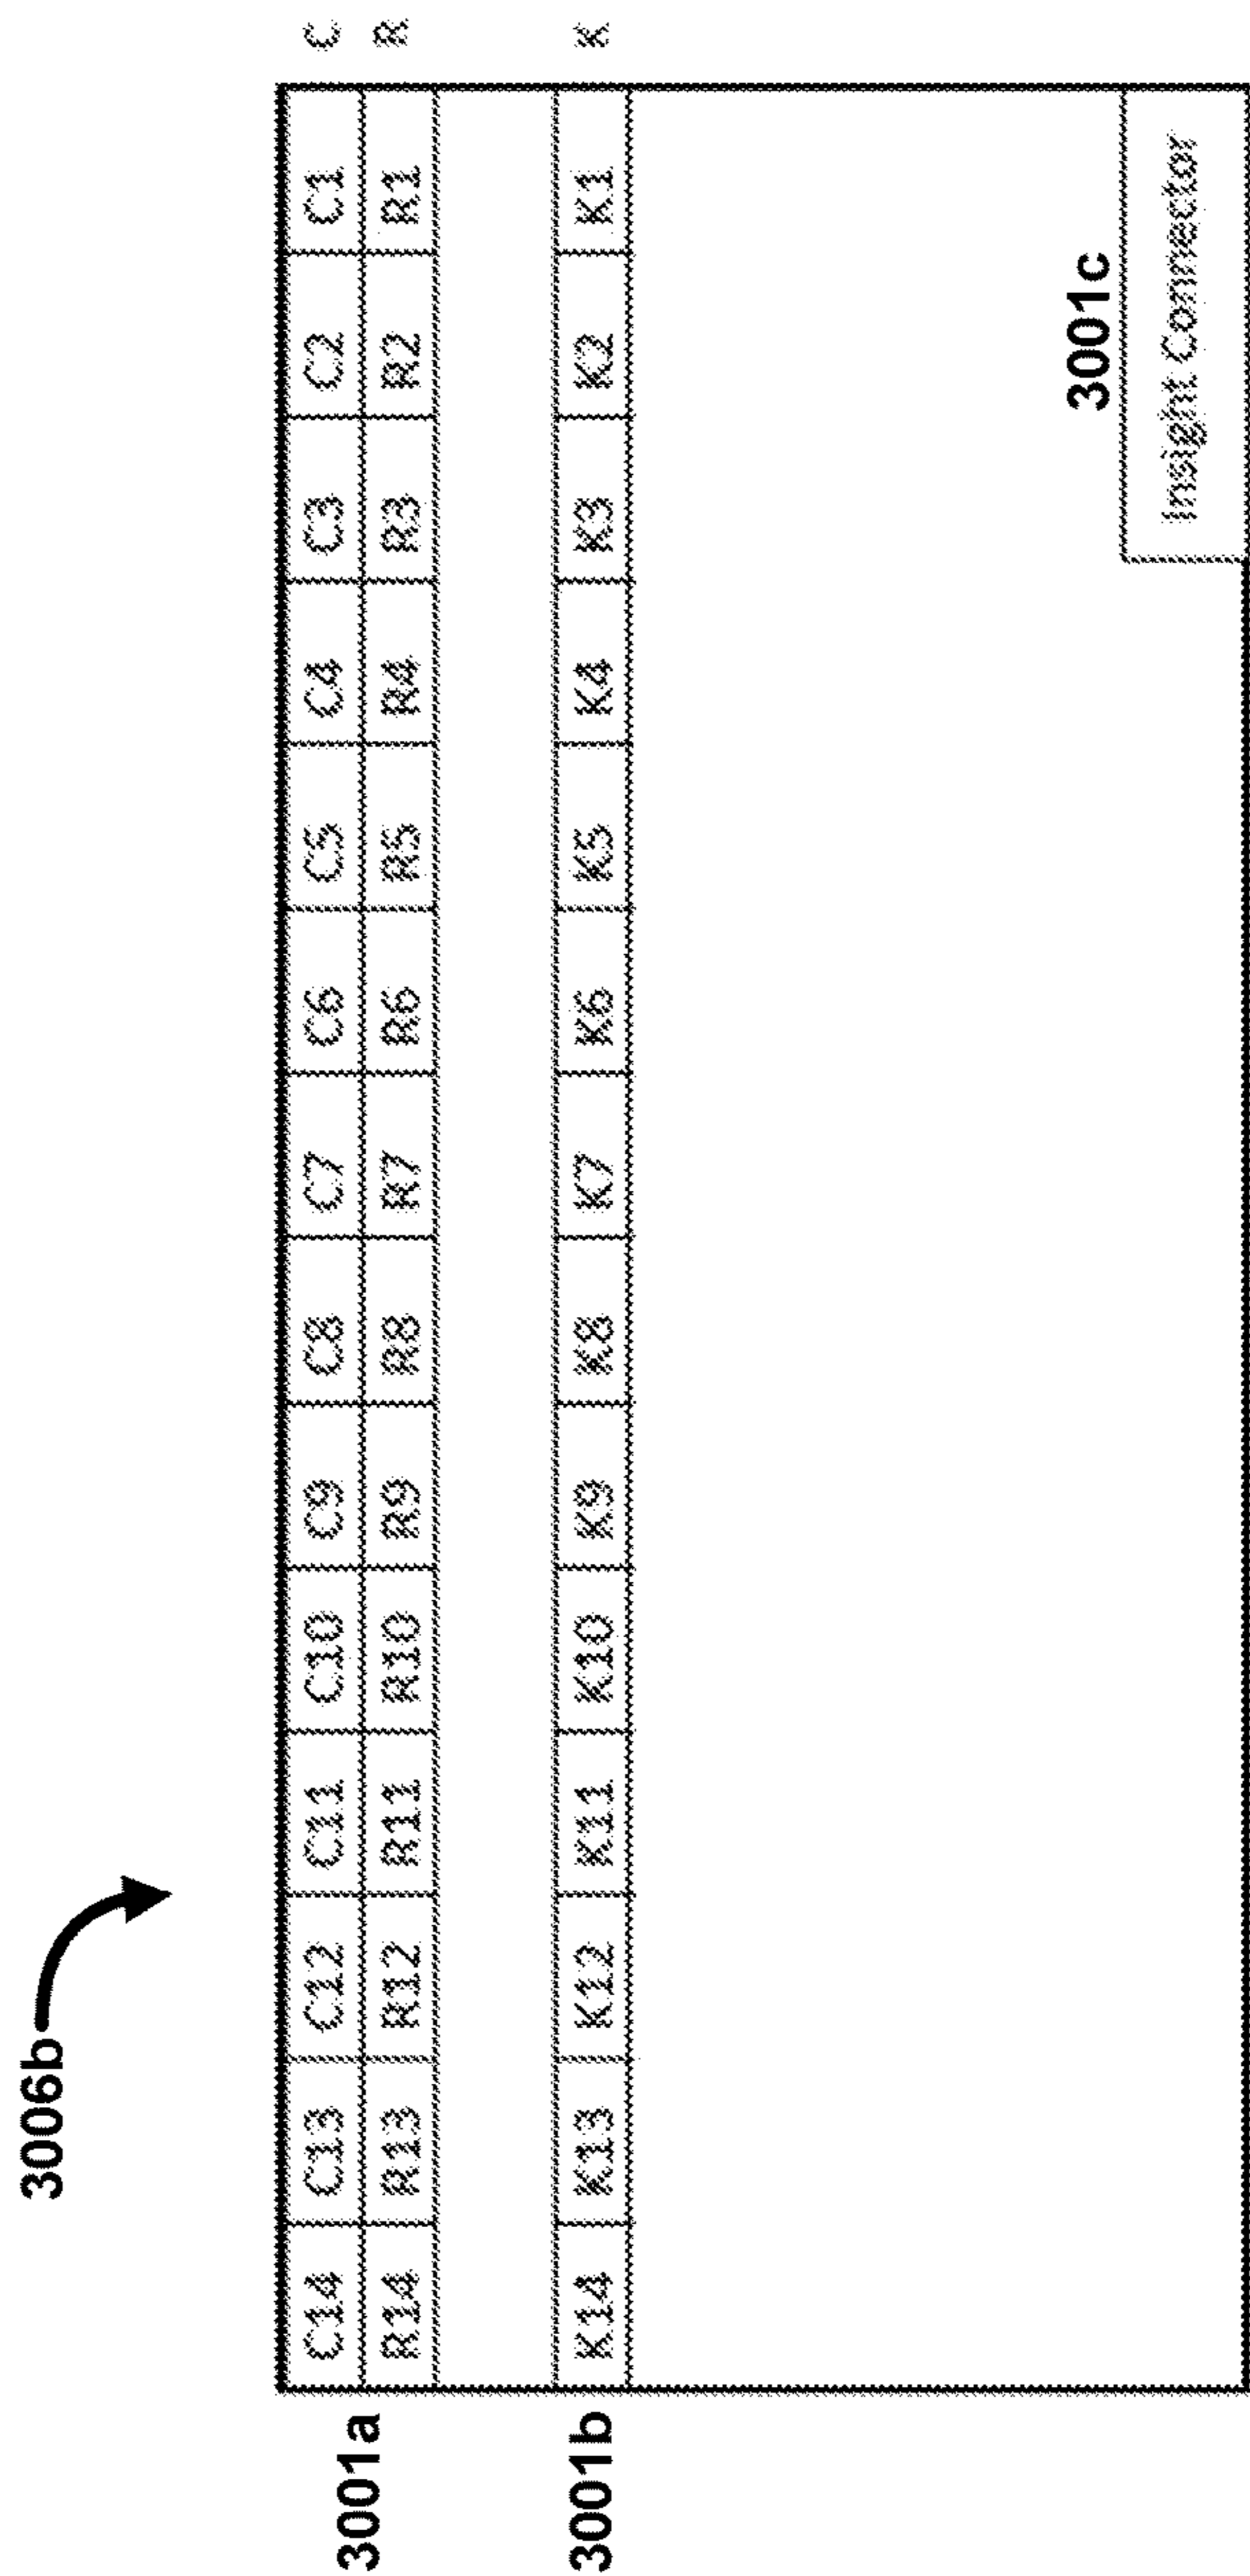 3006b
3001a
C14 C13 C12 C11 C10 C9 C8 C7 C6 C5 C4 C3 C2 C1 C
R14 R13 R12 R11 R10 R9 R8 R7 R6 R5 R4 R3 R2 R1 R
3001b K14 K13 K12 K11 K10 K9 K8 K7 K6 K5 K4 K3 K2 K1 K
3001c
Insight Connector